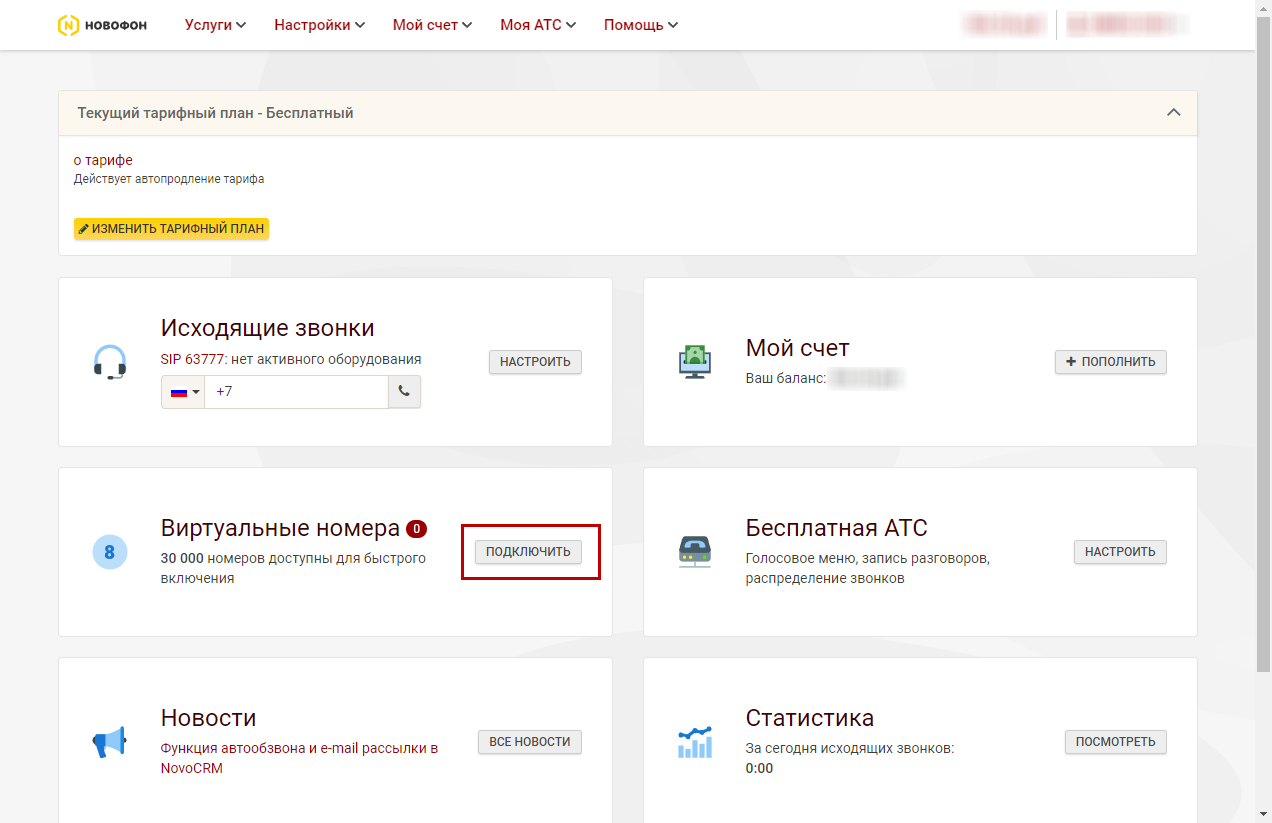 НОВОФОН Услуги Настройки Мой счет Моя АТС Помощь
Текущий тарифный план - Бесплатный
о тарифе
Действует автопродление тарифа
ИЗМЕНИТЬ ТАРИФНЫЙ ПЛАН
Исходящие звонки
SIP 63777: нет активного оборудования
+7
НАСТРОИТЬ
Мой счет
Ваш баланс:
+ ПОПОЛНИТЬ
Виртуальные номера 0
30 000 номеров доступны для быстрого
включения
ПОДКЛЮЧИТЬ
8
Бесплатная АТС
Голосовое меню, запись разговоров,
распределение звонков
НАСТРОИТЬ
Новости
Функция автообзвона и e-mail рассылки в
NovoCRM
ВСЕ НОВОСТИ
Статистика
За сегодня исходящих звонков:
0:00
ПОСМОТРЕТЬ